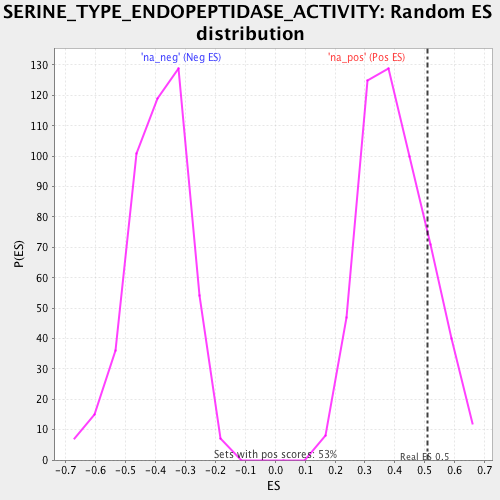 SERINE_TYPE_ENDOPEPTIDASE_ACTIVITY: Random ES
distribution
'na_neg' (Neg ES)
'na_pos' (Pos ES)
130
120
110
100
90
80
70
60
50
40
30
20
10
0
P(ES)
Sets with pos scores: 53%
Real ES 0.5
-0.7 -0.6 -0.5 -0.4 -0.3 -0.2 -0.1 0.0 0.1 0.2 0.3 0.4 0.5 0.6 0.7
ES